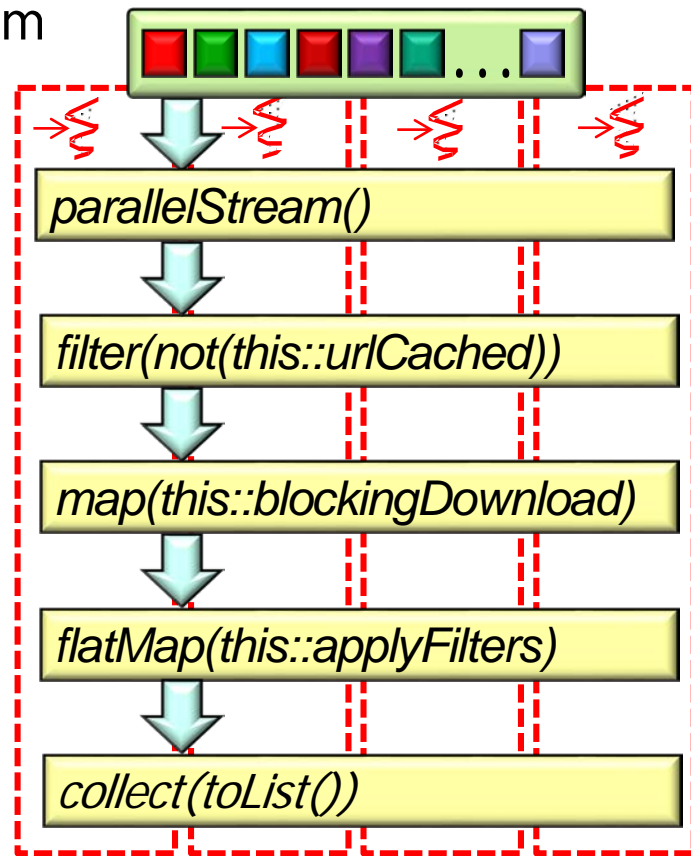 m
...
parallelStream()
filter(not(this::urlCached))
map(this::blockingDownload)
flatMap(this::applyFilters)
collect(toList())